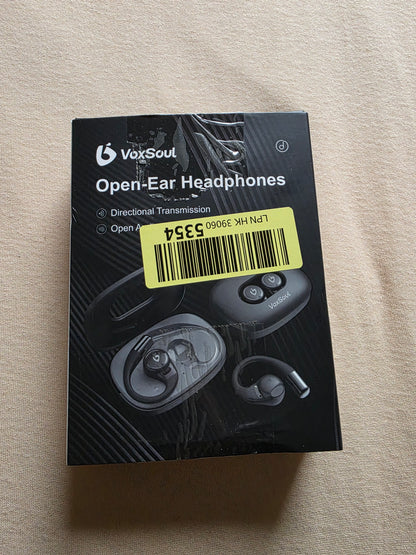 VoxSoul
Open-Ear Headphones
Directional Transmission
Open
LPN HK 39060
5354
VoxSoul